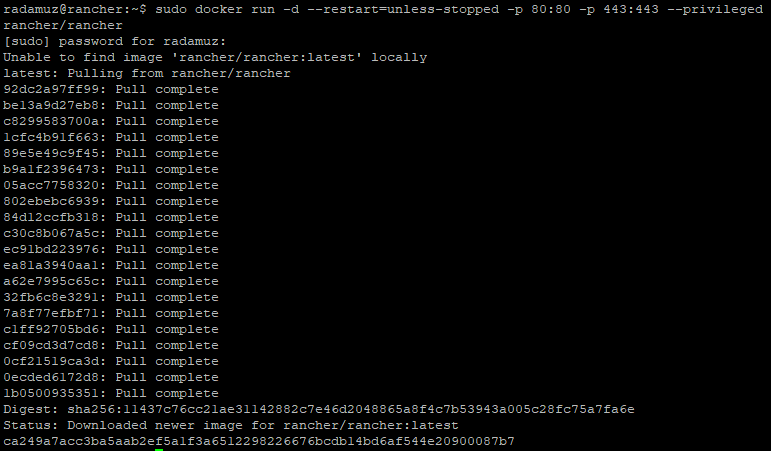 radamuz@rancher:~$ sudo docker run -d --restart=unless-stopped -p 80:80 -p 443:443 --privileged
rancher/rancher
[sudo] password for radamuz:
Unable to find image 'rancher/rancher:latest' locally
latest: Pulling from rancher/rancher
92dc2a97ff99: Pull complete
be13a9d27eb8: Pull complete
c8299583700a: Pull complete
1cfc4b91f663: Pull complete
89e5e49c9f45: Pull complete
b9a1f2396473: Pull complete
05acc7758320: Pull complete
802ebebc6939: Pull complete
84d12ccfb318: Pull complete
c30c8b067a5c: Pull complete
ec91bd223976: Pull complete
ea81a3940aa1: Pull complete
a62e7995c65c: Pull complete
32fb6c8e3291: Pull complete
7a8f77efbf71: Pull complete
c1ff92705bd6: Pull complete
cf09cd3d7cd8: Pull complete
0cf21519ca3d: Pull complete
0ecded6172d8: Pull complete
1b0500935351: Pull complete
Digest: sha256:11437c76cc21ae31142882c7e46d2048865a8f4c7b53943a005c28fc75a7fa6e
Status: Downloaded newer image for rancher/rancher:latest
ca249a7acc3ba5aab2ef5a1f3a6512298226676bcdb14bd6af544e20900087b7